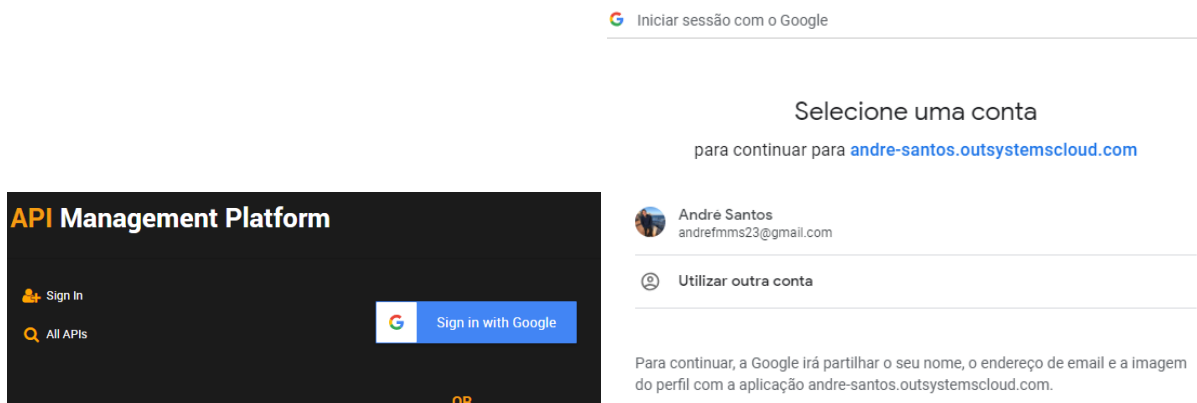 Iniciar sessão com o Google
Selecione uma conta
para continuar para andre-santos.outsystemscloud.com
André Santos
andrefmms23@gmail.com
Utilizar outra conta
Para continuar, a Google irá partilhar o seu nome, o endereço de email e a imagem
do perfil com a aplicação andre-santos.outsystemscloud.com.
API Management Platform
Sign In
All APIs
Sign in with Google
OR